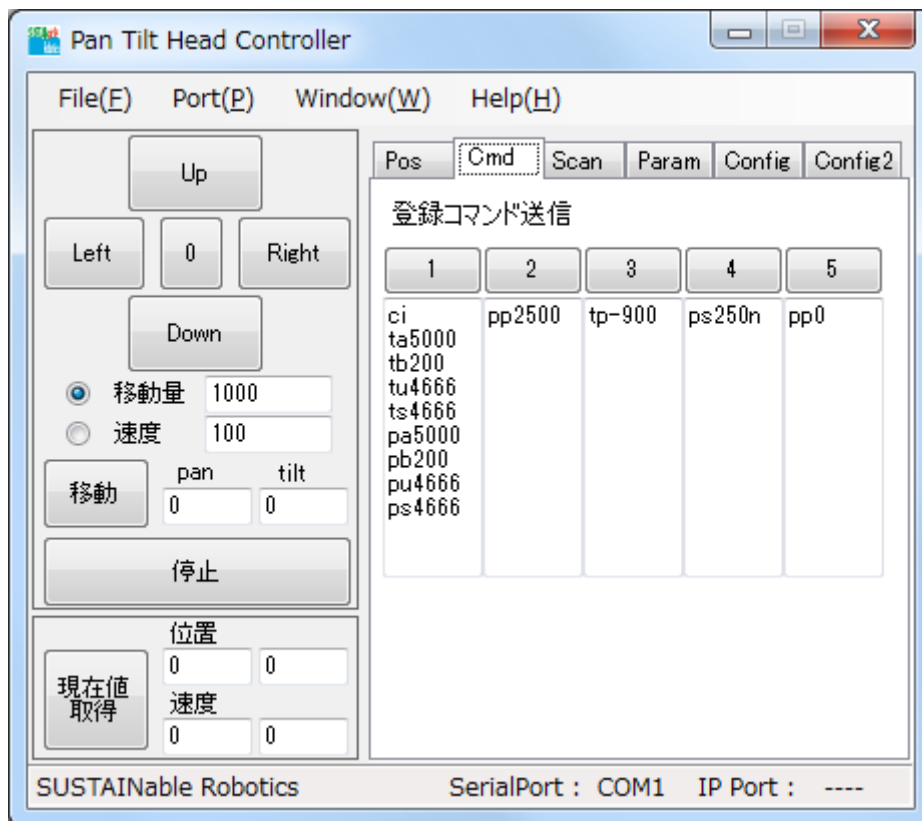 Pan Tilt Head Controller
File(F) Port(P) Window(W) Help(H)
Up
Left 0 Right
Down
移動量 1000
速度 100
pan tilt
移動 0 0
停止
位置
0 0
現在値
取得
速度
0 0
Pos Cmd Scan Param Config Config2
登録コマンド送信
1 2 3 4 5
ci pp2500 tp-900 ps250n pp0
ta5000
tb200
tu4666
ts4666
pa5000
pb200
pu4666
ps4666
SUSTAINable Robotics SerialPort : COM1 IP Port : ----